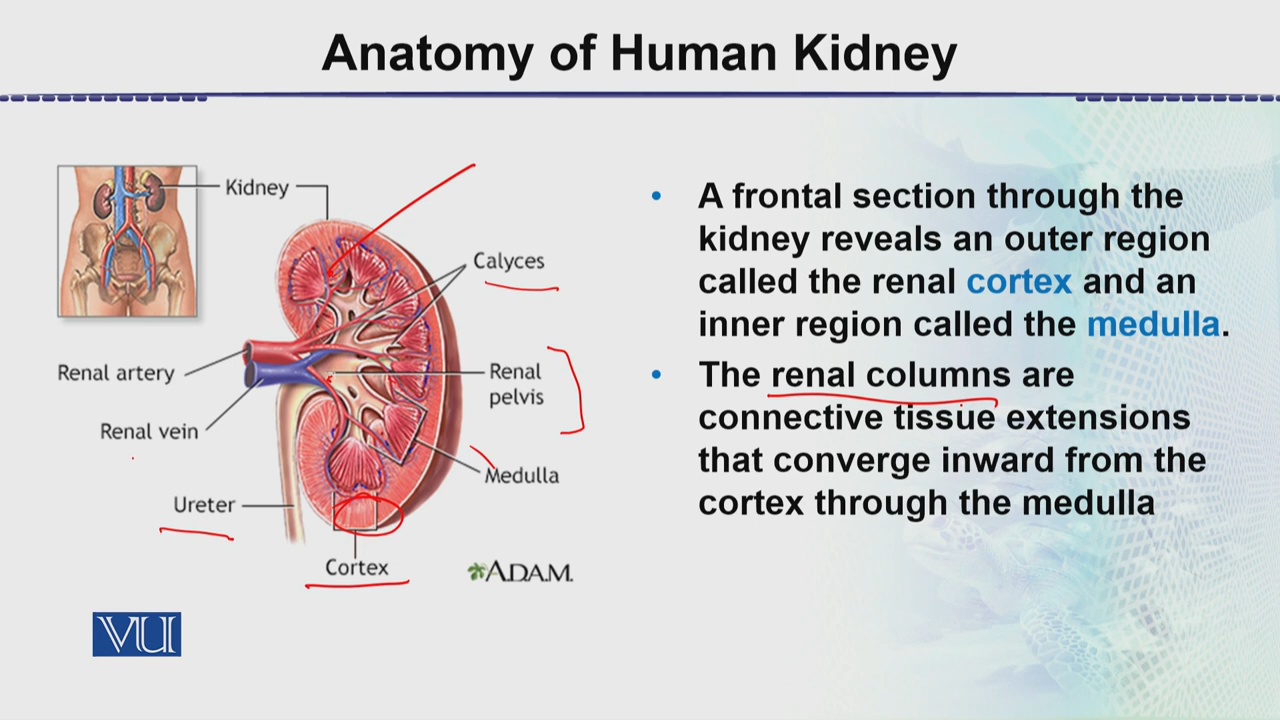 Anatomy of Human Kidney
Kidney
Calyces
Renal artery
Renal
pelvis
Renal vein
Medulla
Ureter
Cortex
A.D.A.M.
VU
• A frontal section through the
kidney reveals an outer region
called the renal cortex and an
inner region called the medulla.
• The renal columns are
connective tissue extensions
that converge inward from the
cortex through the medulla